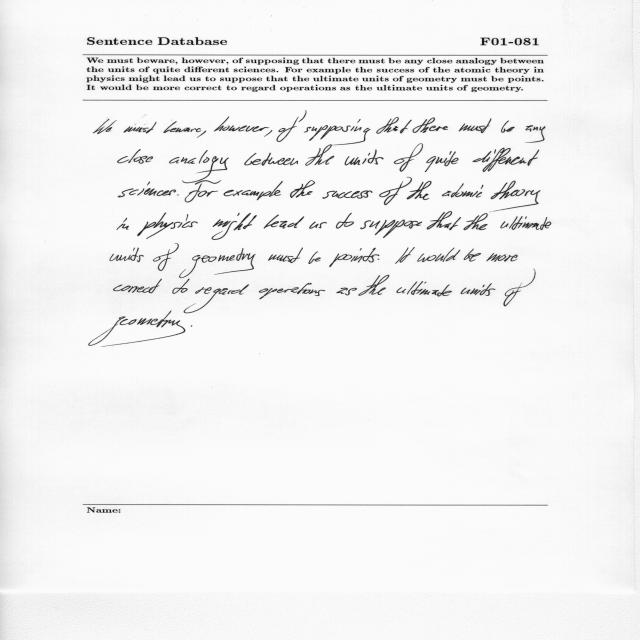 Sentence Database F01-081
We must beware, however, of supposing that there must be any close analogy between
the units of quite different sciences. For example the success of the atomic theory in
physics might lead us to suppose that the ultimate units of geometry must be points.
It would be more correct to regard operations as the ultimate units of geometry.
We must beware, however, of supposing that there must be any
close analogy between the units of quite different
sciences. For example the success of the atomic theory
in physics might lead us to suppose that the ultimate
units of geometry must be points. It would be more
correct to regard operations as the ultimate units of
geometry.
Name: